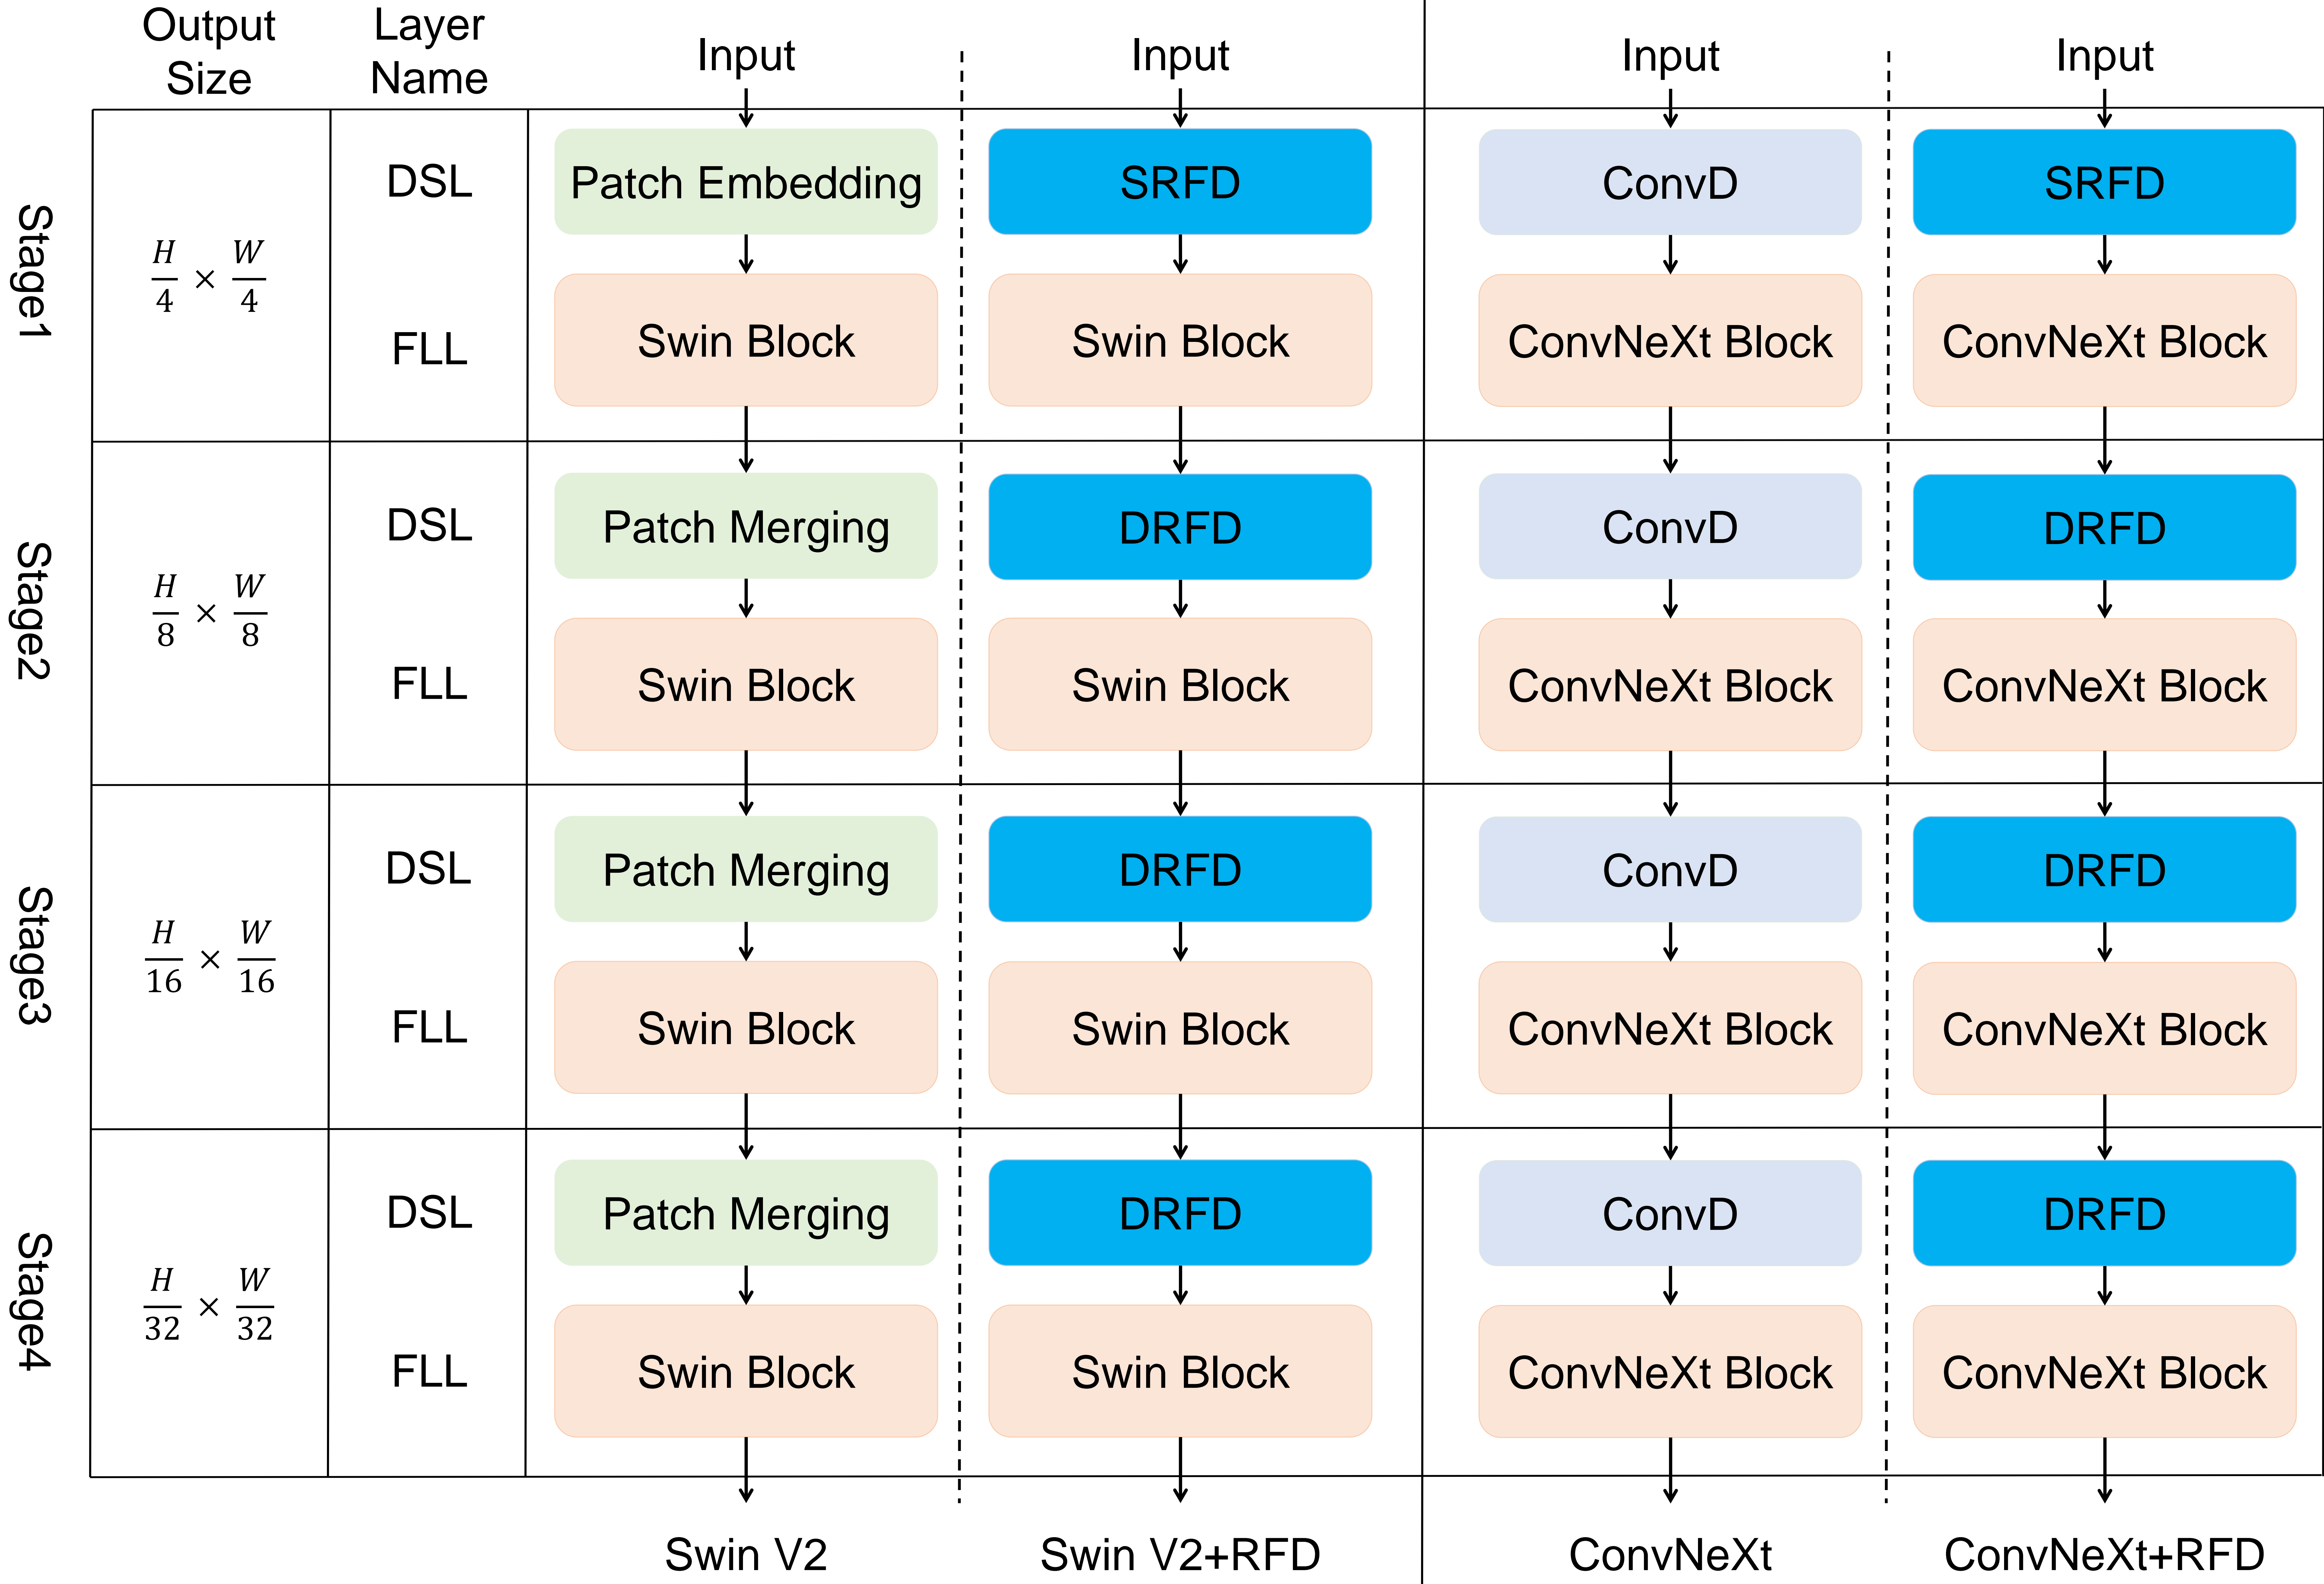 Output Size
Layer Name
Input
Input
Input
Input
Stage1
H/4 × W/4
DSL
Patch Embedding
SRFD
ConvD
SRFD
FLL
Swin Block
Swin Block
ConvNeXt Block
ConvNeXt Block
Stage2
H/8 × W/8
DSL
Patch Merging
DRFD
ConvD
DRFD
FLL
Swin Block
Swin Block
ConvNeXt Block
ConvNeXt Block
Stage3
H/16 × W/16
DSL
Patch Merging
DRFD
ConvD
DRFD
FLL
Swin Block
Swin Block
ConvNeXt Block
ConvNeXt Block
Stage4
H/32 × W/32
DSL
Patch Merging
DRFD
ConvD
DRFD
FLL
Swin Block
Swin Block
ConvNeXt Block
ConvNeXt Block
Swin V2
Swin V2+RFD
ConvNeXt
ConvNeXt+RFD